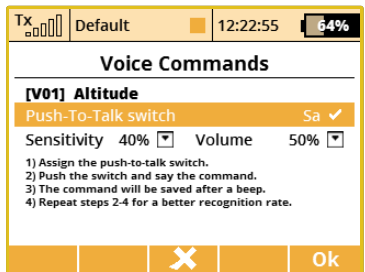 Tx Default 12:22:55 64%
Voice Commands
[V01] Altitude
Push-To-Talk switch Sa
Sensitivity 40% Volume 50%
1) Assign the push-to-talk switch.
2) Push the switch and say the command.
3) The command will be saved after a beep.
4) Repeat steps 2-4 for a better recognition rate.
Ok